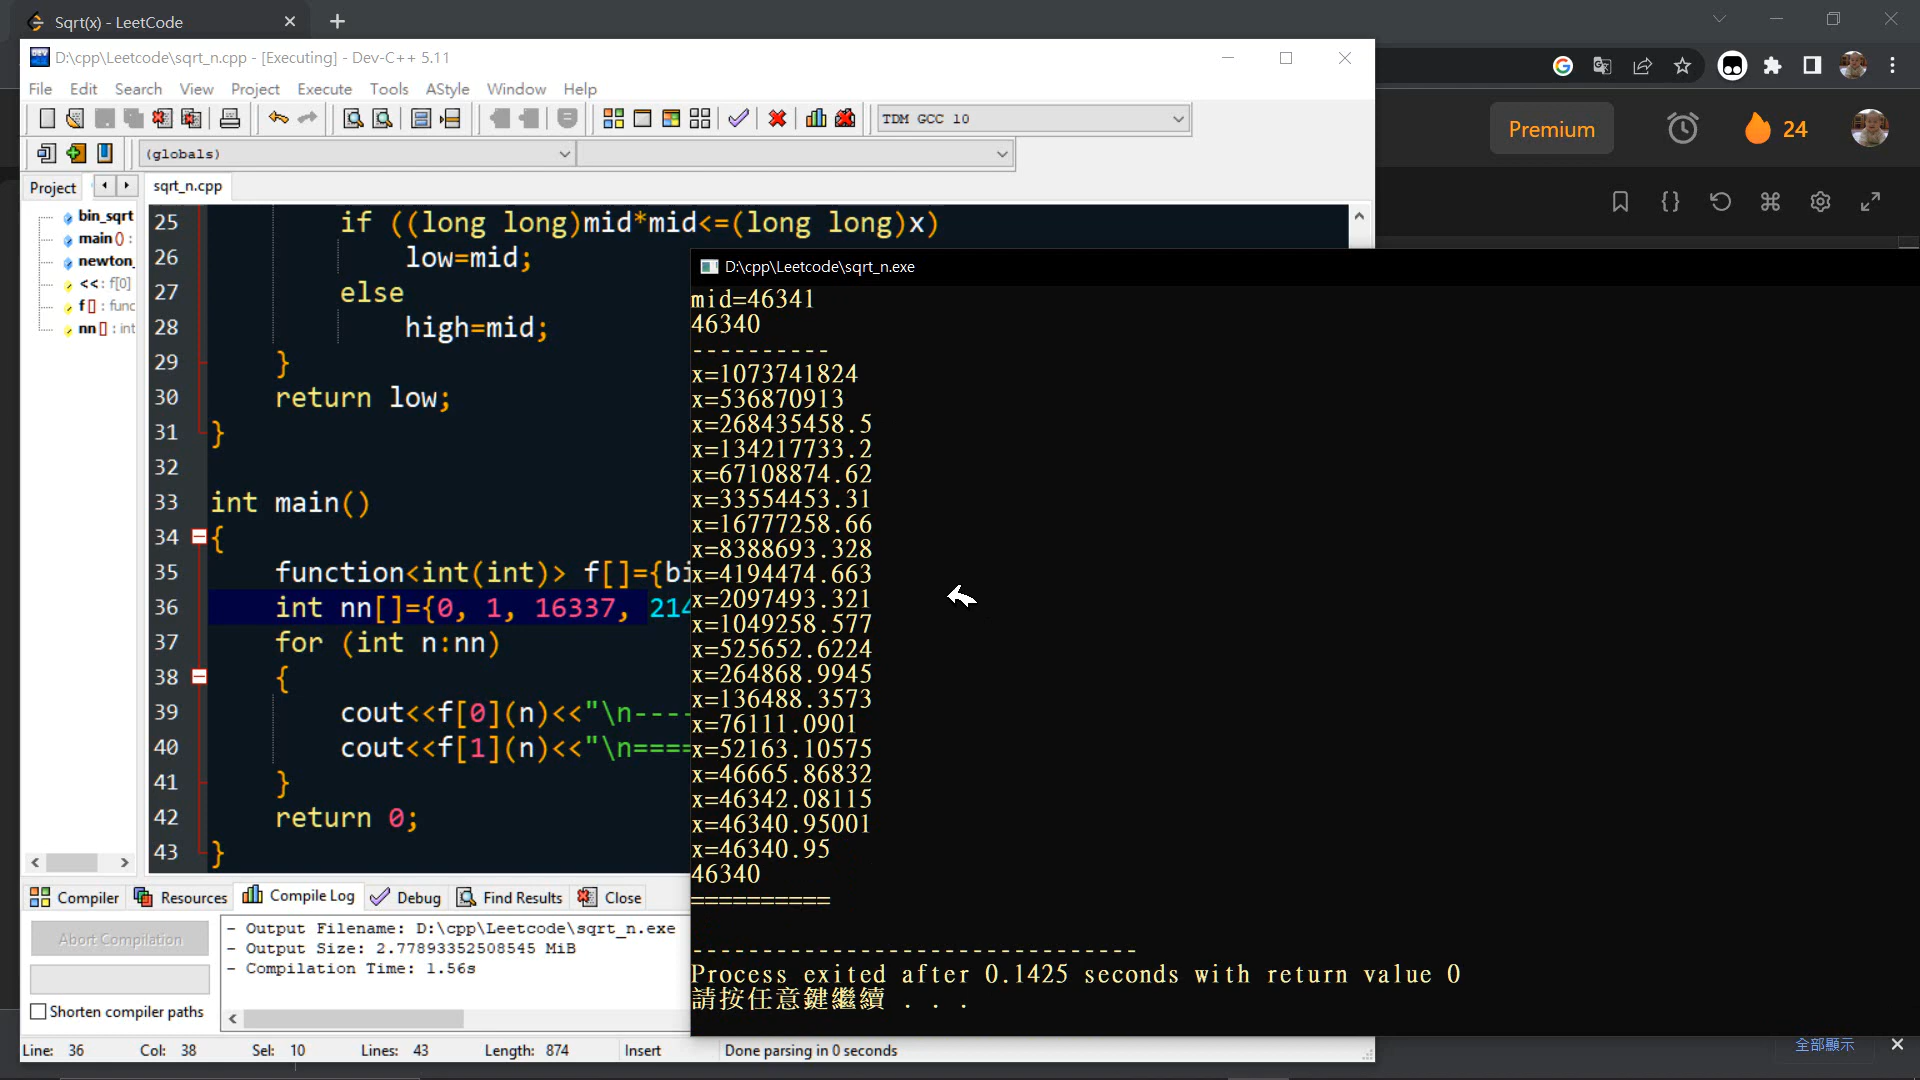 Sqrt(x) - LeetCode
D:\cpp\Leetcode\sqrt_n.cpp - [Executing] - Dev-C++ 5.11
File Edit Search View Project Execute Tools AStyle Window Help
TDM GCC 10
Premium
24
(globals)
Project
sqrt_n.cpp
bin_sqrt
main () :
newton_
<< : f[0]
f [] : func
nn [] : int
25 if ((long long)mid*mid<=(long long)x)
26 low=mid;
27 else
28 high=mid;
29 }
30 return low;
31 }
32
33 int main()
34 {
35 function<int(int)> f[]={bi
36 int nn[]={0, 1, 16337, 214
37 for (int n:nn)
38 {
39 cout<<f[0](n)<<"\n----
40 cout<<f[1](n)<<"\n====
41 }
42 return 0;
43 }
D:\cpp\Leetcode\sqrt_n.exe
mid=46341
46340
----------
x=1073741824
x=536870913
x=268435458.5
x=134217733.2
x=67108874.62
x=33554453.31
x=16777258.66
x=8388693.328
x=4194474.663
x=2097493.321
x=1049258.577
x=525652.6224
x=264868.9945
x=136488.3573
x=76111.0901
x=52163.10575
x=46665.86832
x=46342.08115
x=46340.95001
x=46340.95
46340
==========
--------------------------------
Process exited after 0.1425 seconds with return value 0
請按任意鍵繼續 . . .
Compiler Resources Compile Log Debug Find Results Close
Abort Compilation
Shorten compiler paths
- Output Filename: D:\cpp\Leetcode\sqrt_n.exe
- Output Size: 2.77893352508545 MiB
- Compilation Time: 1.56s
Line: 36 Col: 38 Sel: 10 Lines: 43 Length: 874 Insert Done parsing in 0 seconds
全部顯示